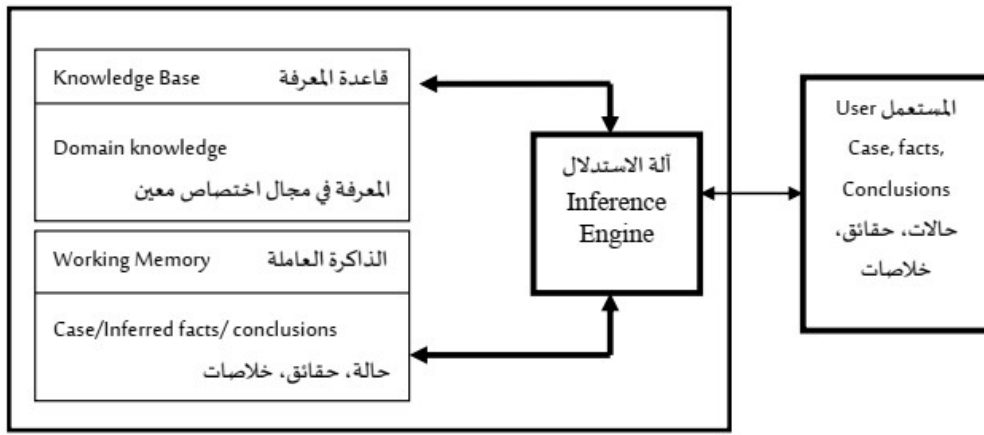 Knowledge Base قاعدة المعرفة
Domain knowledge
المعرفة في مجال اختصاص معين
Working Memory الذاكرة العاملة
Case/Inferred facts/ conclusions
حالة، حقائق، خلاصات
آلة الاستدلال
Inference
Engine
المستعمل User
Case, facts,
Conclusions
حالات، حقائق،
خلاصات